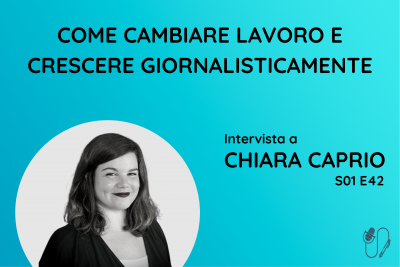 COME CAMBIARE LAVORO E
CRESCERE GIORNALISTICAMENTE
Intervista a
CHIARA CAPRIO
S01 E42